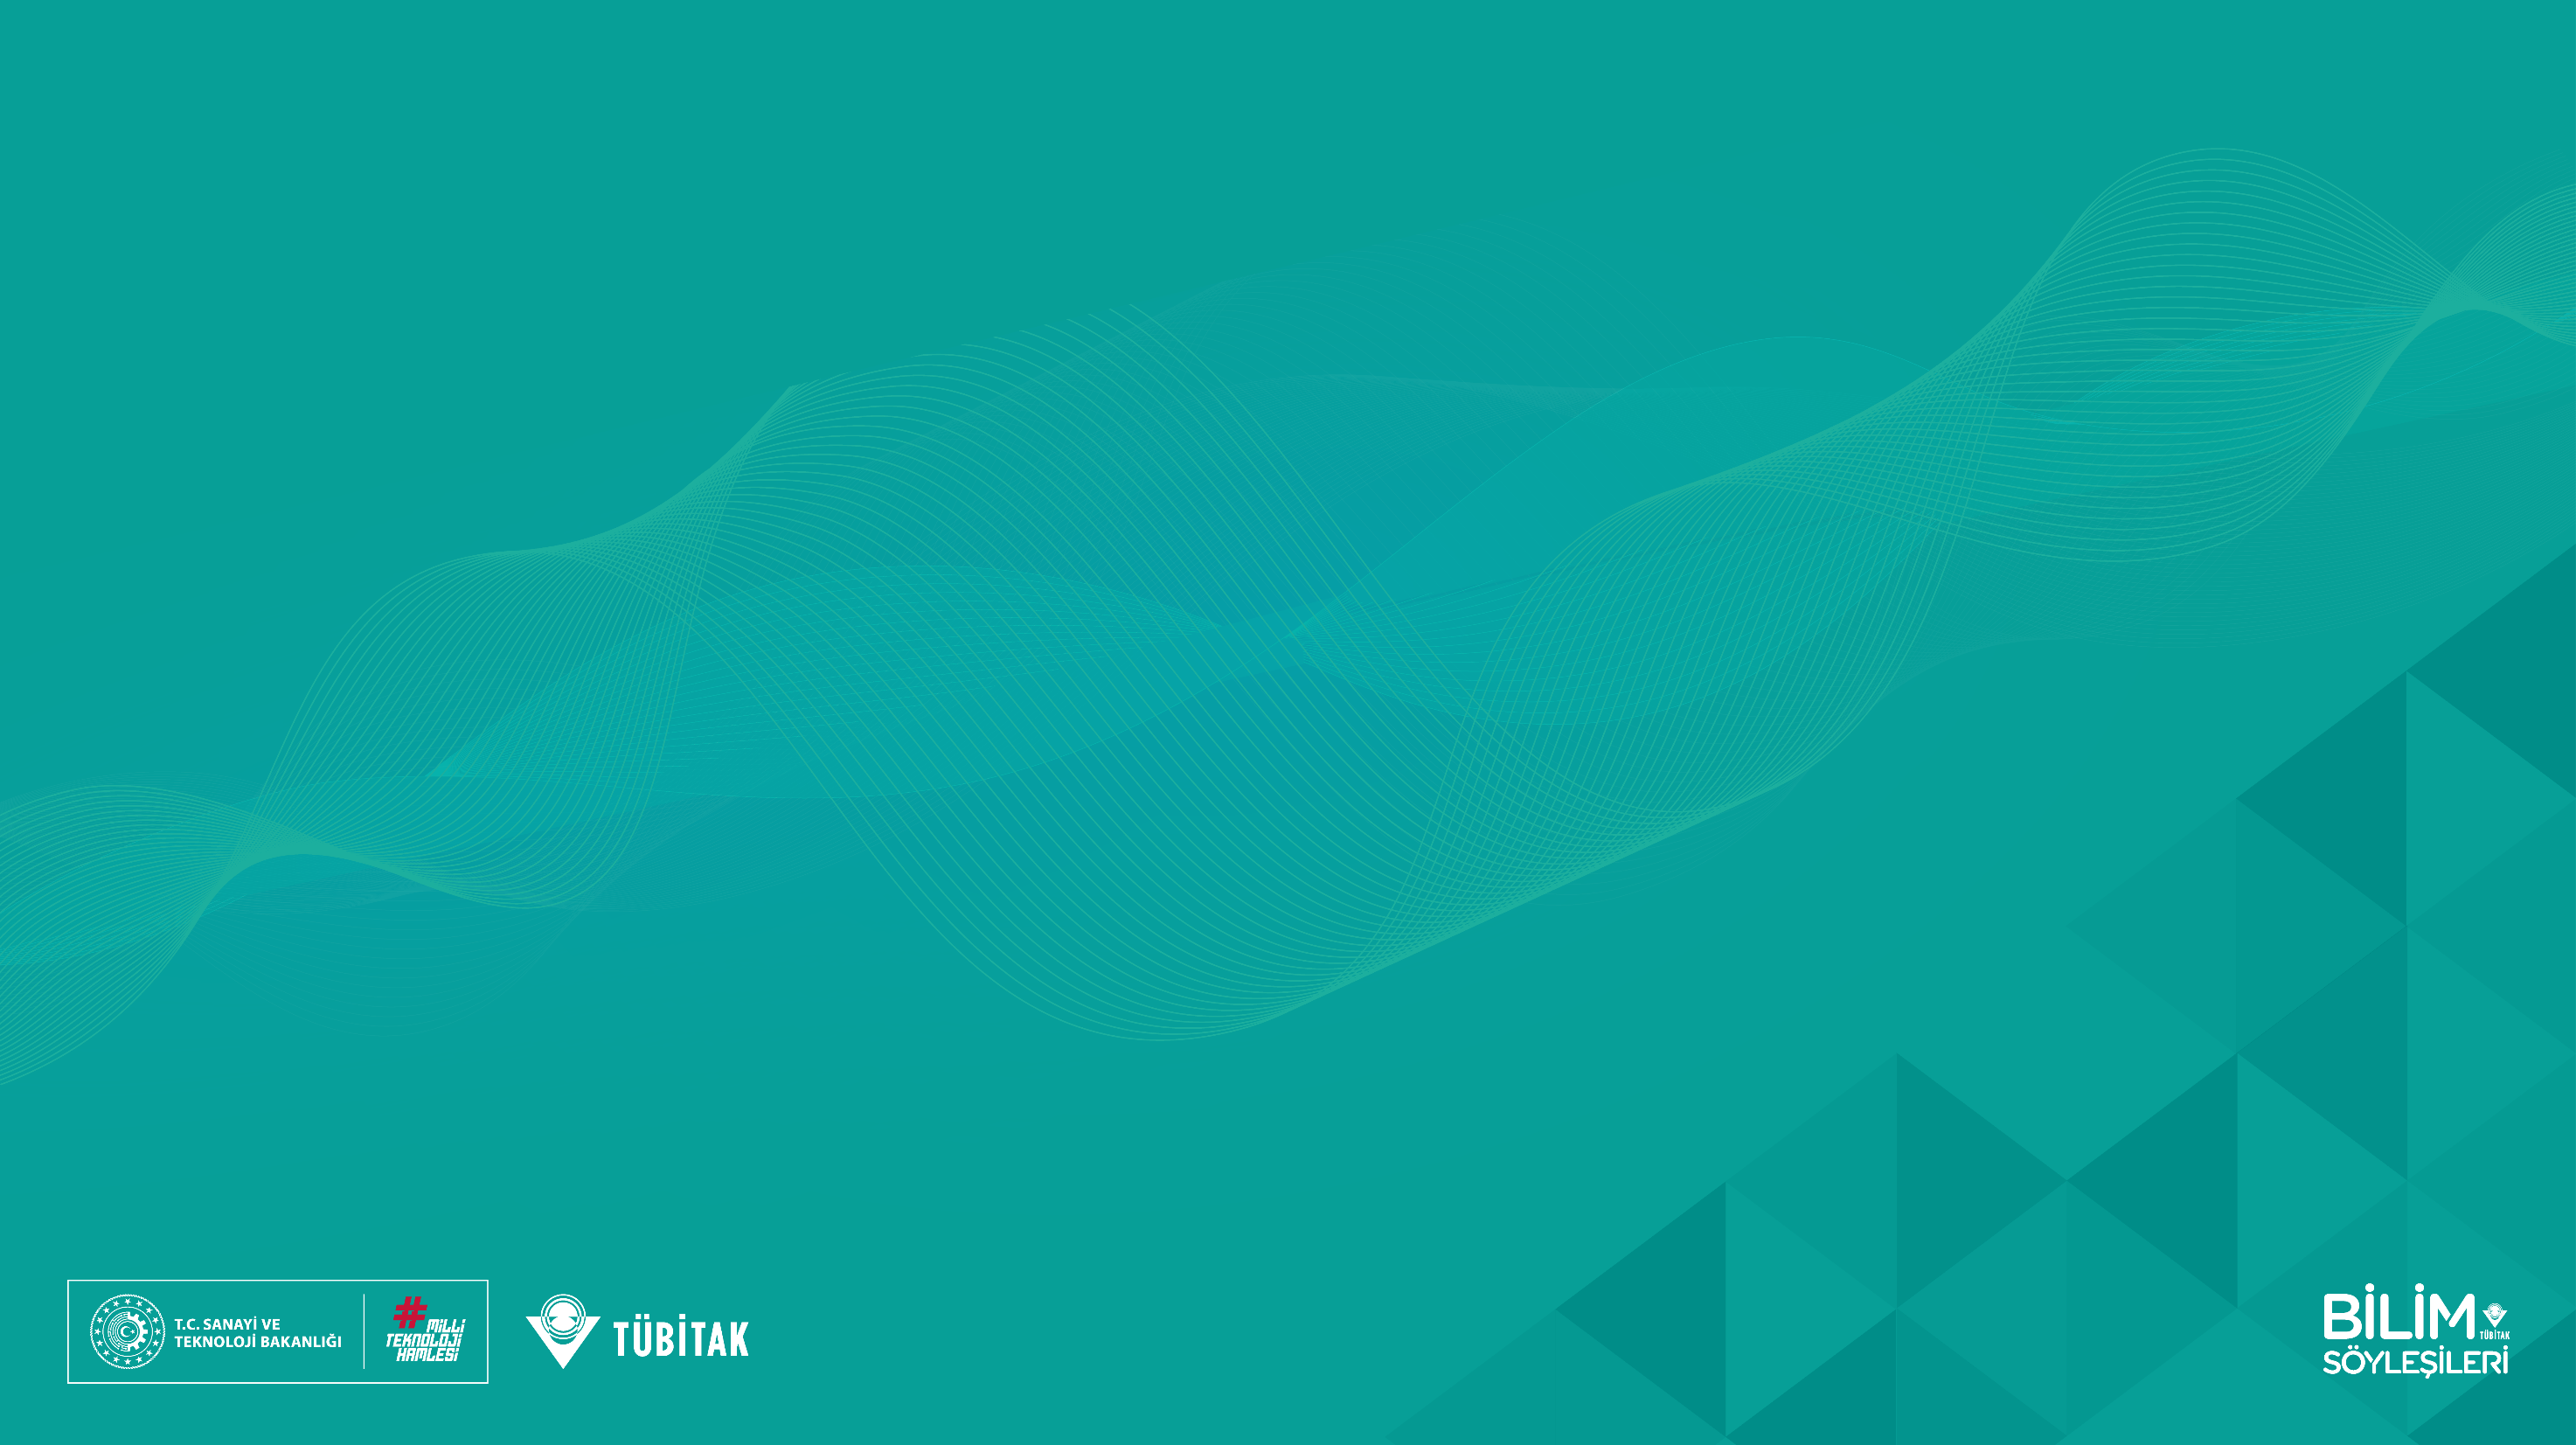 T.C. SANAYİ VE
TEKNOLOJİ BAKANLIĞI
#MİLLİ
TEKNOLOJİ
HAMLESİ
TÜBİTAK
BİLİM
TÜBİTAK
SÖYLEŞİLERİ